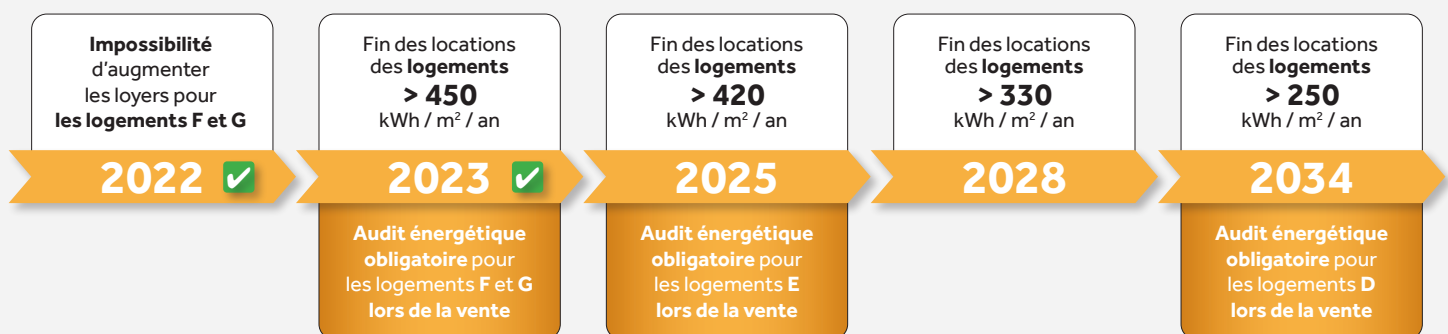 Impossibilité
d'augmenter
les loyers pour
les logements F et G
2022
Fin des locations
des logements
> 450
kWh / m² / an
2023
Audit énergétique
obligatoire pour
les logements F et G
lors de la vente
Fin des locations
des logements
> 420
kWh / m² / an
2025
Audit énergétique
obligatoire pour
les logements E
lors de la vente
Fin des locations
des logements
> 330
kWh / m² / an
2028
Fin des locations
des logements
> 250
kWh / m² / an
2034
Audit énergétique
obligatoire pour
les logements D
lors de la vente